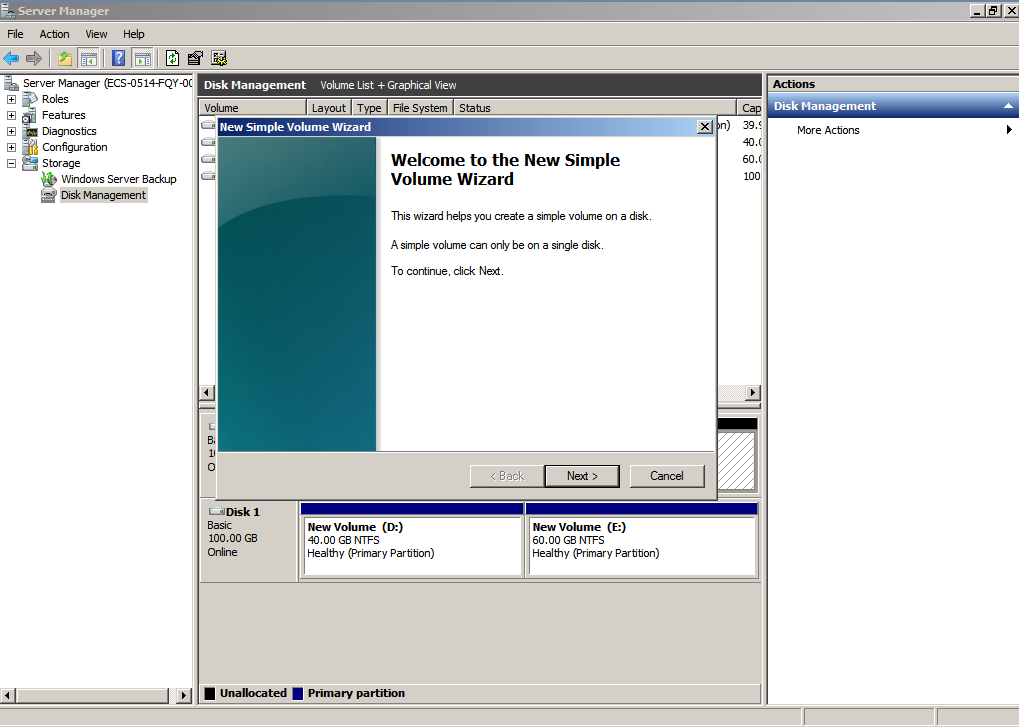 Server Manager
File Action View Help
Server Manager (ECS-0514-FQY-00
Roles
Features
Diagnostics
Configuration
Storage
Windows Server Backup
Disk Management
Disk Management Volume List + Graphical View
Volume Layout Type File System Status Cap
on) 39.9
40.0
60.0
100
New Simple Volume Wizard
Welcome to the New Simple
Volume Wizard
This wizard helps you create a simple volume on a disk.
A simple volume can only be on a single disk.
To continue, click Next.
< Back Next > Cancel
Ba
10
O
Disk 1
Basic
100.00 GB
Online
New Volume (D:)
40.00 GB NTFS
Healthy (Primary Partition)
New Volume (E:)
60.00 GB NTFS
Healthy (Primary Partition)
Unallocated Primary partition
Actions
Disk Management
More Actions